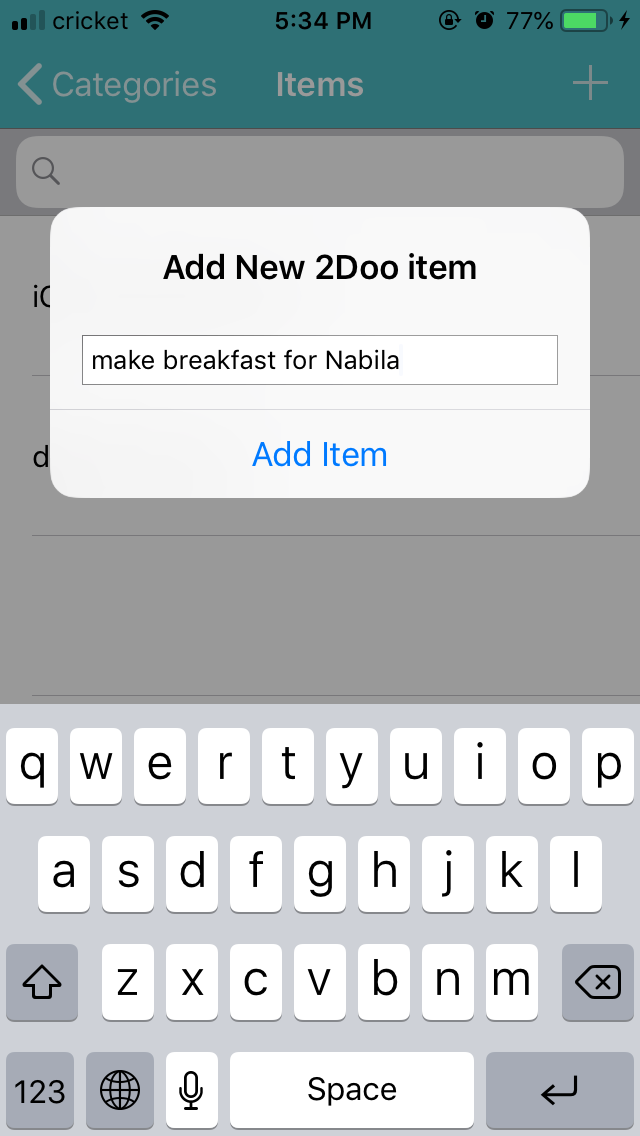 cricket 5:34 PM 77%
Categories Items
Add New 2Doo item
make breakfast for Nabila
Add Item
q w e r t y u i o p
a s d f g h j k l
z x c v b n m
123 Space